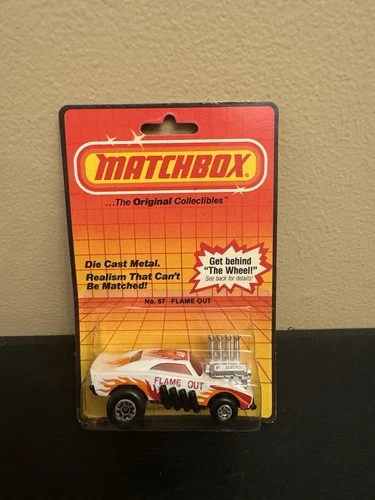 MATCHBOX
...The Original Collectibles™
Die Cast Metal.
Realism That Can't
Be Matched!
Get behind
"The Wheel!"
See back for details!
No. 67 FLAME OUT
FLAME OUT